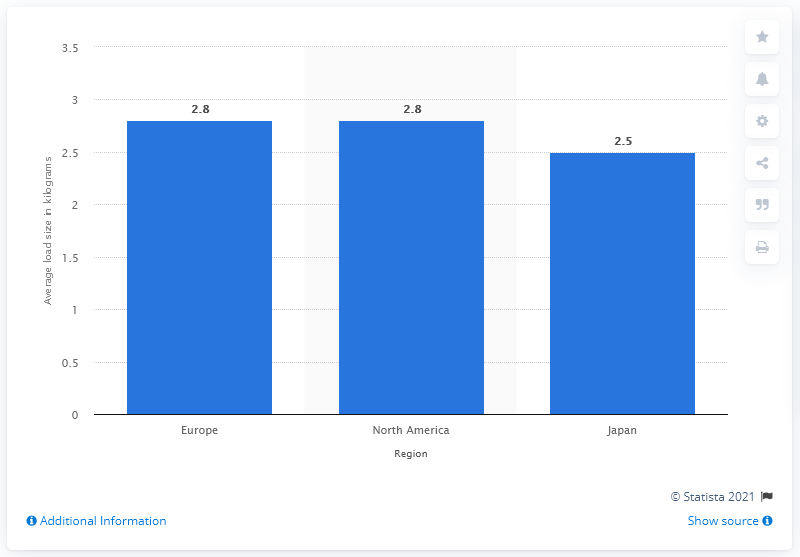 3.5
3
2.5
2
1.5
1
0.5
0
Average load size in kilograms
2.8
2.8
2.5
Europe
North America
Japan
Region
© Statista 2021
Additional Information
Show source